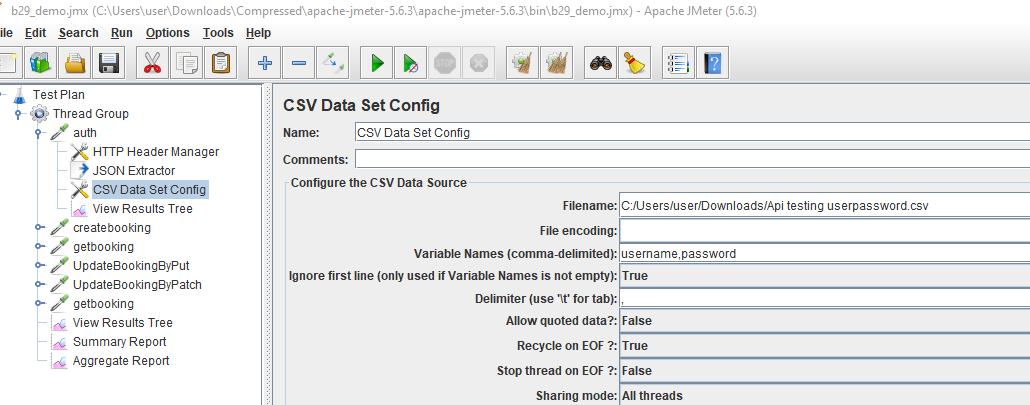 b29_demo.jmx (C:\Users\user\Downloads\Compressed\apache-jmeter-5.6.3\apache-jmeter-5.6.3\bin\b29_demo.jmx) - Apache JMeter (5.6.3)
ile Edit Search Run Options Tools Help
STOP
?
Test Plan
Thread Group
auth
HTTP Header Manager
JSON Extractor
CSV Data Set Config
View Results Tree
createbooking
getbooking
UpdateBookingByPut
UpdateBookingByPatch
getbooking
View Results Tree
Summary Report
Aggregate Report
CSV Data Set Config
Name: CSV Data Set Config
Comments:
Configure the CSV Data Source
Filename: C:/Users/user/Downloads/Api testing userpassword.csv
File encoding:
Variable Names (comma-delimited): username,password
Ignore first line (only used if Variable Names is not empty): True
Delimiter (use '\t' for tab): ,
Allow quoted data?: False
Recycle on EOF ?: True
Stop thread on EOF ?: False
Sharing mode: All threads